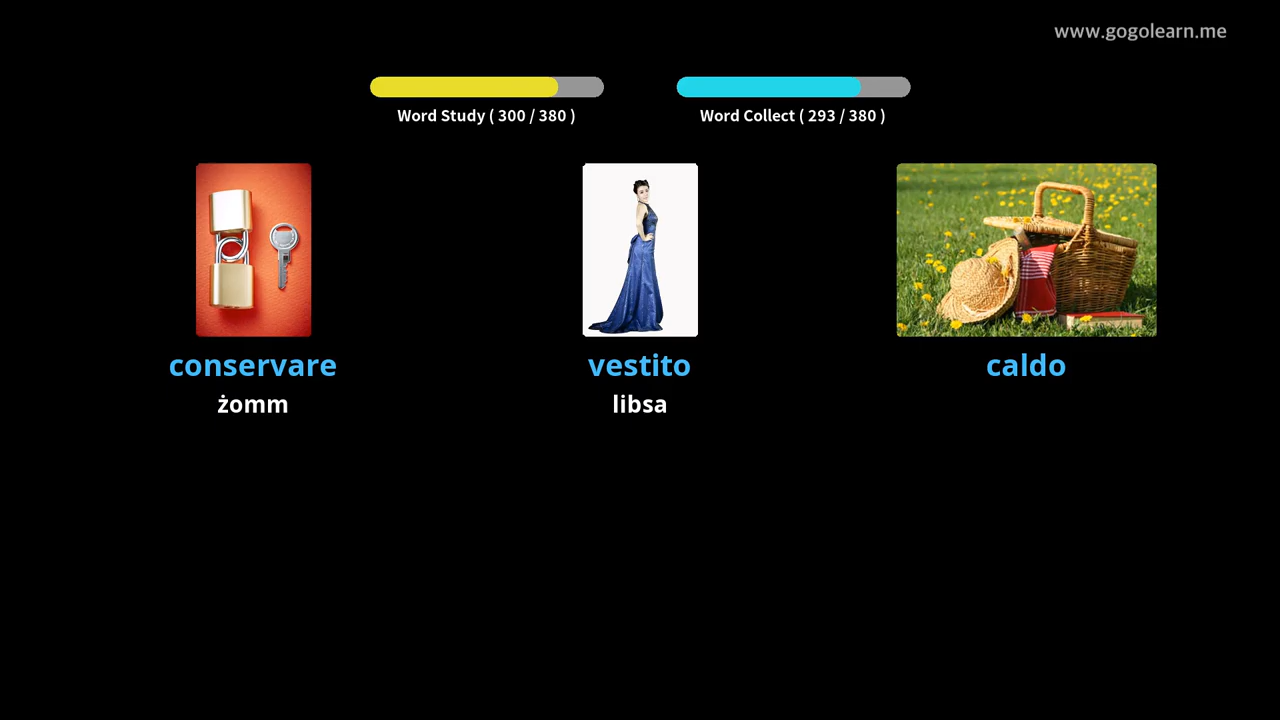 www.gogolearn.me
Word Study ( 300 / 380 )
Word Collect ( 293 / 380 )
conservare
żomm
vestito
libsa
caldo